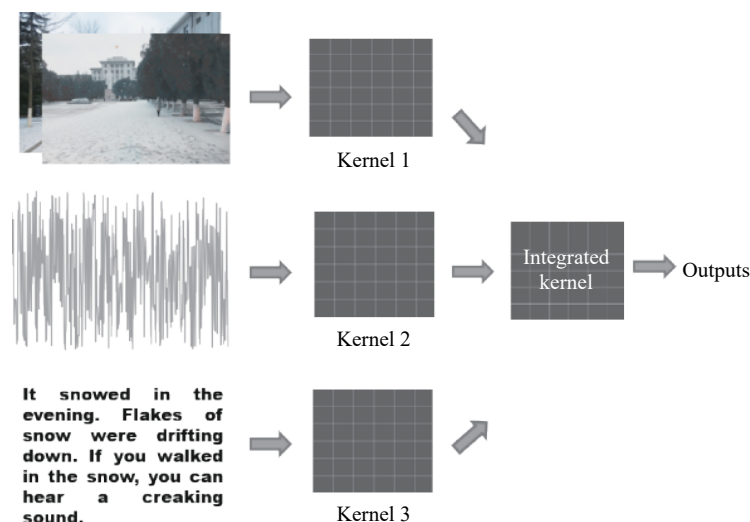 Kernel 1
Integrated
kernel
Outputs
Kernel 2
It snowed in the
evening. Flakes of
snow were drifting
down. If you walked
in the snow, you can
hear a creaking
sound.
Kernel 3